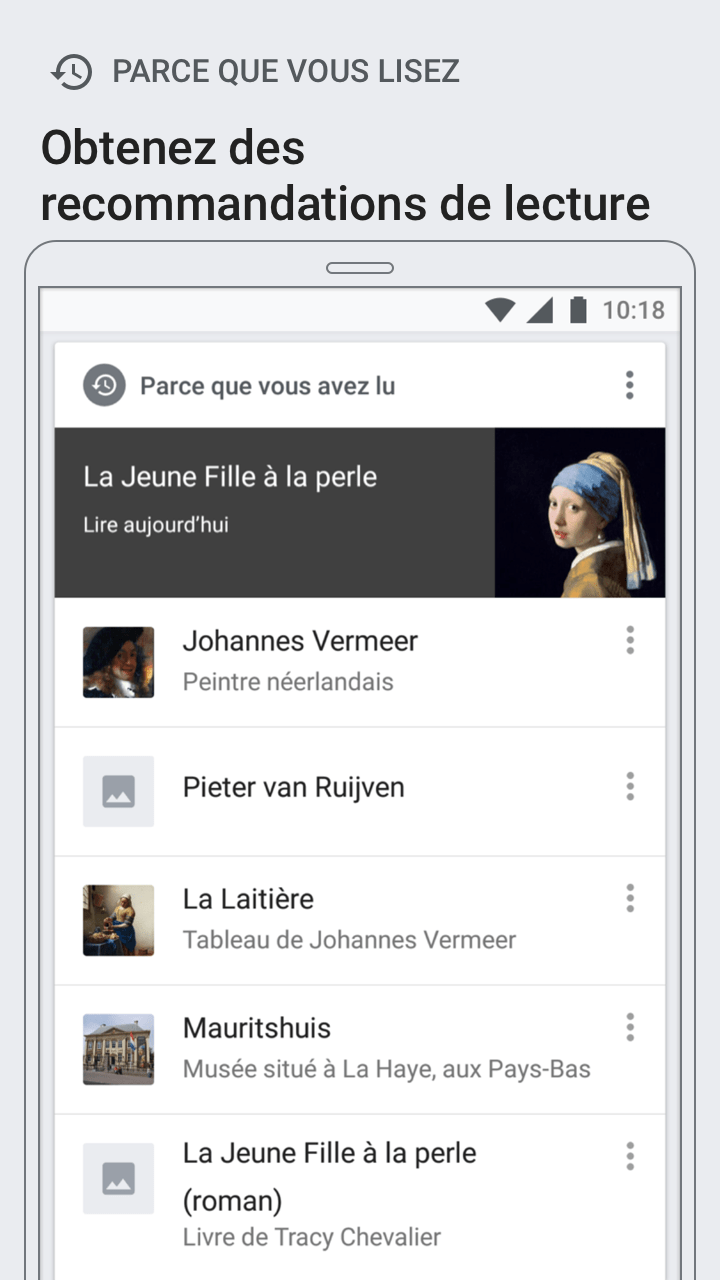 PARCE QUE VOUS LISEZ
Obtenez des
recommandations de lecture
10:18
Parce que vous avez lu
La Jeune Fille à la perle
Lire aujourd’hui
Johannes Vermeer
Peintre néerlandais
Pieter van Ruijven
La Laitière
Tableau de Johannes Vermeer
Mauritshuis
Musée situé à La Haye, aux Pays-Bas
La Jeune Fille à la perle
(roman)
Livre de Tracy Chevalier